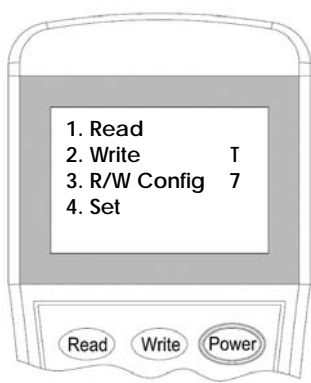 1. Read
2. Write T
3. R/W Config 7
4. Set
Read Write Power